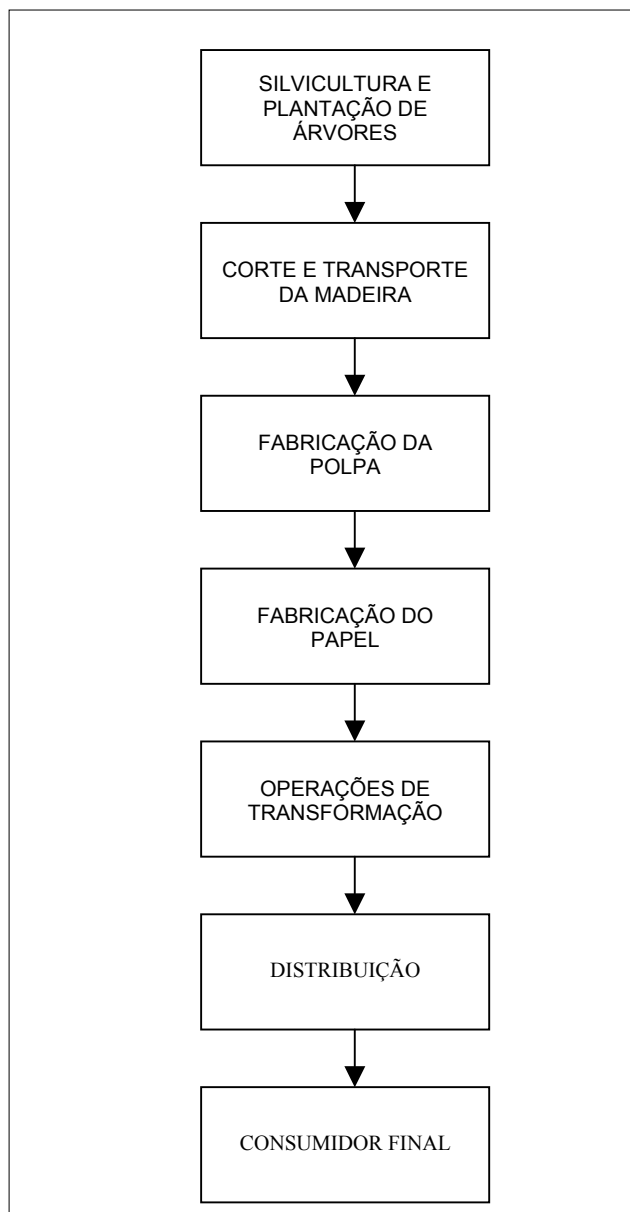 SILVICULTURA E
PLANTAÇÃO DE
ÁRVORES
CORTE E TRANSPORTE
DA MADEIRA
FABRICAÇÃO DA
POLPA
FABRICAÇÃO DO
PAPEL
OPERAÇÕES DE
TRANSFORMAÇÃO
DISTRIBUIÇÃO
CONSUMIDOR FINAL